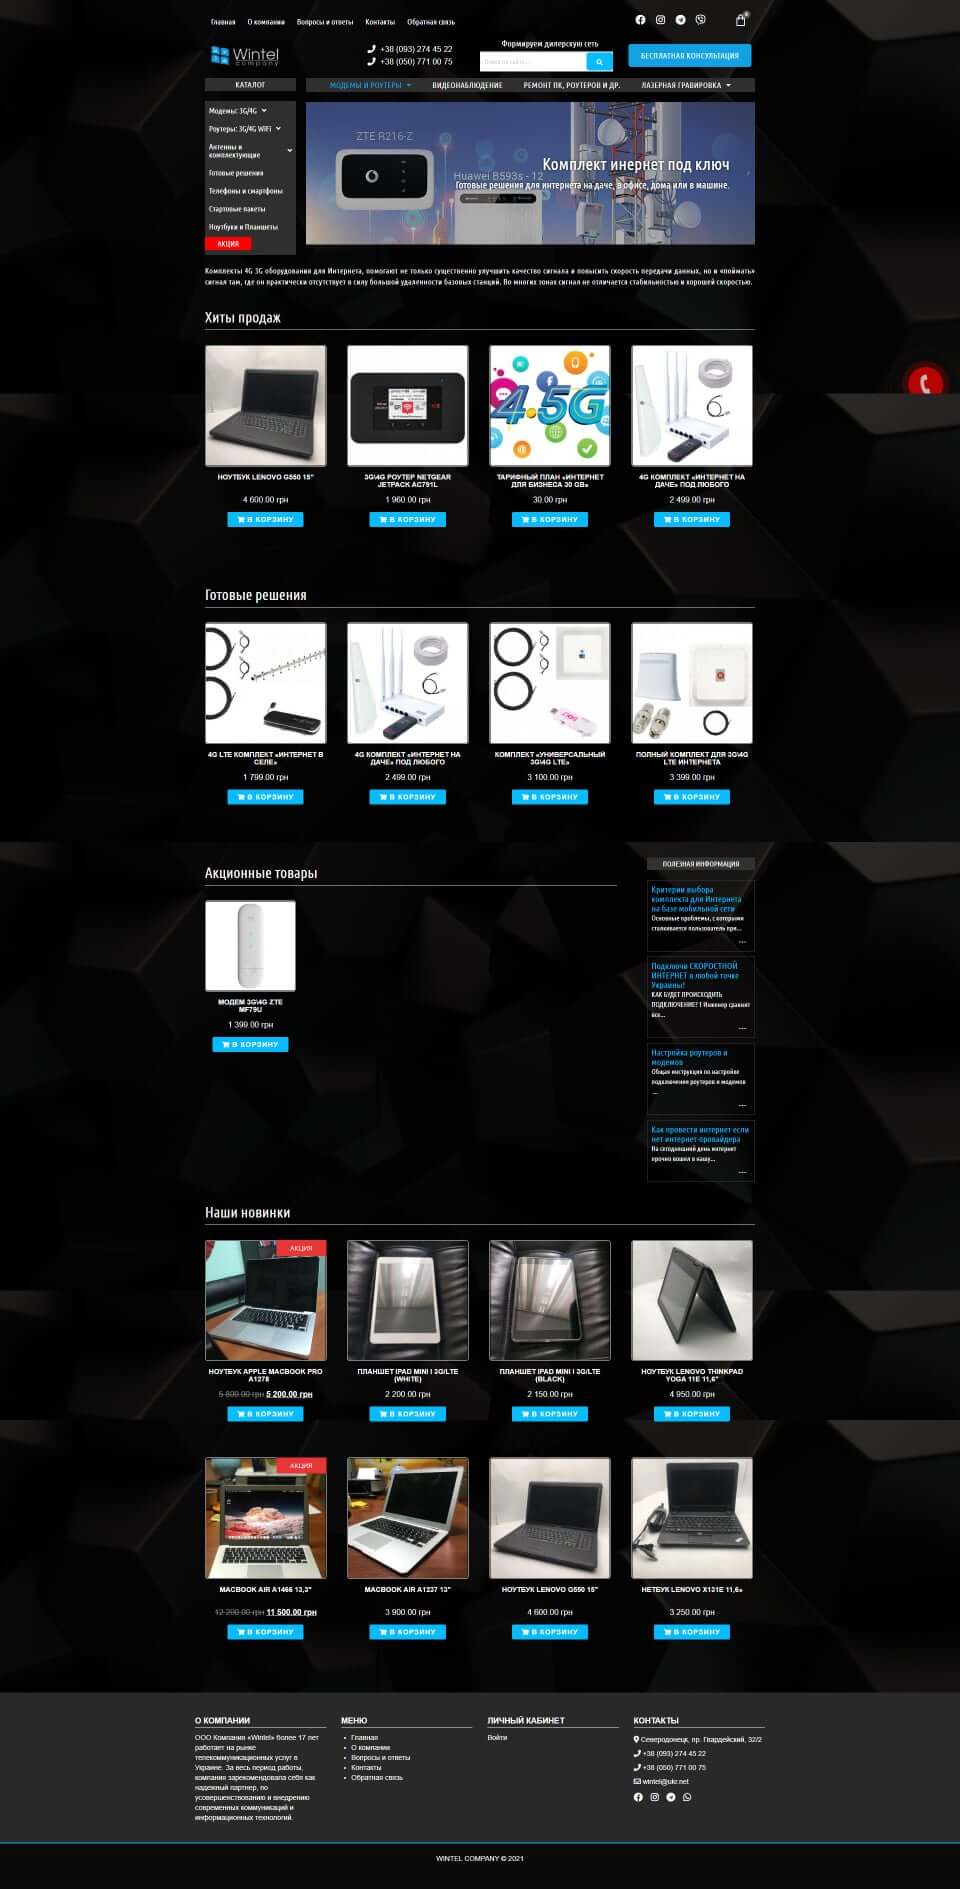 Главная О компании Вопросы и ответы Контакты Обратная связь
0
Wintel
company
+38 (093) 274 45 22
+38 (050) 771 00 75
Формируем дилерскую сеть
Поиск на сайте...
БЕСПЛАТНАЯ КОНСУЛЬТАЦИЯ
КАТАЛОГ
МОДЕМЫ И РОУТЕРЫ ВИДЕОНАБЛЮДЕНИЕ РЕМОНТ ПК, РОУТЕРОВ И ДР. ЛАЗЕРНАЯ ГРАВИРОВКА
Модемы: 3G/4G
Роутеры: 3G/4G WiFi
Антенны и
комплектующие
Готовые решения
Телефоны и смартфоны
Стартовые пакеты
Ноутбуки и Планшеты
АКЦИЯ
ZTE R216-Z
Huawei B593s - 12
Комплект инернет под ключ
Готовые решения для интернета на даче, в офисе, дома или в машине.
Комплекты 4G 3G оборудования для Интернета, помогают не только существенно улучшить качество сигнала и повысить скорость передачи данных, но и «поймать»
сигнал там, где он практически отсутствует в силу большой удаленности базовых станций. Во многих зонах сигнал не отличается стабильностью и хорошей скоростью.
Хиты продаж
4.5G
НОУТБУК LENOVO G550 15"
3G\4G РОУТЕР NETGEAR
JETPACK AC791L
ТАРИФНЫЙ ПЛАН «ИНТЕРНЕТ
ДЛЯ БИЗНЕСА 30 GB»
4G КОМПЛЕКТ «ИНТЕРНЕТ НА
ДАЧЕ» ПОД ЛЮБОГО
4 600.00 грн 1 960.00 грн 30.00 грн 2 499.00 грн
В КОРЗИНУ В КОРЗИНУ В КОРЗИНУ В КОРЗИНУ
Готовые решения
4G LTE КОМПЛЕКТ «ИНТЕРНЕТ В
СЕЛЕ»
4G КОМПЛЕКТ «ИНТЕРНЕТ НА
ДАЧЕ» ПОД ЛЮБОГО
КОМПЛЕКТ «УНИВЕРСАЛЬНЫЙ
3G\4G LTE»
ПОЛНЫЙ КОМПЛЕКТ ДЛЯ 3G\4G
LTE ИНТЕРНЕТА
1 799.00 грн 2 499.00 грн 3 100.00 грн 3 399.00 грн
В КОРЗИНУ В КОРЗИНУ В КОРЗИНУ В КОРЗИНУ
Акционные товары
МОДЕМ 3G\4G ZTE
MF79U
1 399.00 грн
В КОРЗИНУ
ПОЛЕЗНАЯ ИНФОРМАЦИЯ
Критерии выбора
комплекта для Интернета
на базе мобильной сети
Основные проблемы, с которыми
сталкивается пользователь при...
Подключи СКОРОСТНОЙ
ИНТЕРНЕТ в любой точке
Украины!
КАК БУДЕТ ПРОИСХОДИТЬ
ПОДКЛЮЧЕНИЕ? 1 Инженер сравнит
все...
Настройка роутеров и
модемов
Общая инструкция по настройке
подключения роутеров и модемов
...
Как провести интернет если
нет интернет-провайдера
На сегодняшний день интернет
прочно вошел в нашу...
Наши новинки
АКЦИЯ
НОУТБУК APPLE MACBOOK PRO
A1278
ПЛАНШЕТ IPAD MINI I 3G/LTE
(WHITE)
ПЛАНШЕТ IPAD MINI I 3G/LTE
(BLACK)
НОУТБУК LENOVO THINKPAD
YOGA 11E 11,6"
5 800.00 грн 5 200.00 грн 2 200.00 грн 2 150.00 грн 4 950.00 грн
В КОРЗИНУ В КОРЗИНУ В КОРЗИНУ В КОРЗИНУ
АКЦИЯ
MACBOOK AIR A1466 13,3" MACBOOK AIR A1237 13" НОУТБУК LENOVO G550 15" НЕТБУК LENOVO X131E 11,6»
12 200.00 грн 11 500.00 грн 3 900.00 грн 4 600.00 грн 3 250.00 грн
В КОРЗИНУ В КОРЗИНУ В КОРЗИНУ В КОРЗИНУ
О КОМПАНИИ
ООО Компания «Wintel» более 17 лет
работает на рынке
телекоммуникационных услуг в
Украине. За весь период работы,
компания зарекомендовала себя как
надежный партнер, по
усовершенствованию и внедрению
современных коммуникаций и
информационных технологий.
МЕНЮ
Главная
О компании
Вопросы и ответы
Контакты
Обратная связь
ЛИЧНЫЙ КАБИНЕТ
Войти
КОНТАКТЫ
Северодонецк, пр. Гвардейский, 32/2
+38 (093) 274 45 22
+38 (050) 771 00 75
wintel@ukr.net
WINTEL COMPANY © 2021